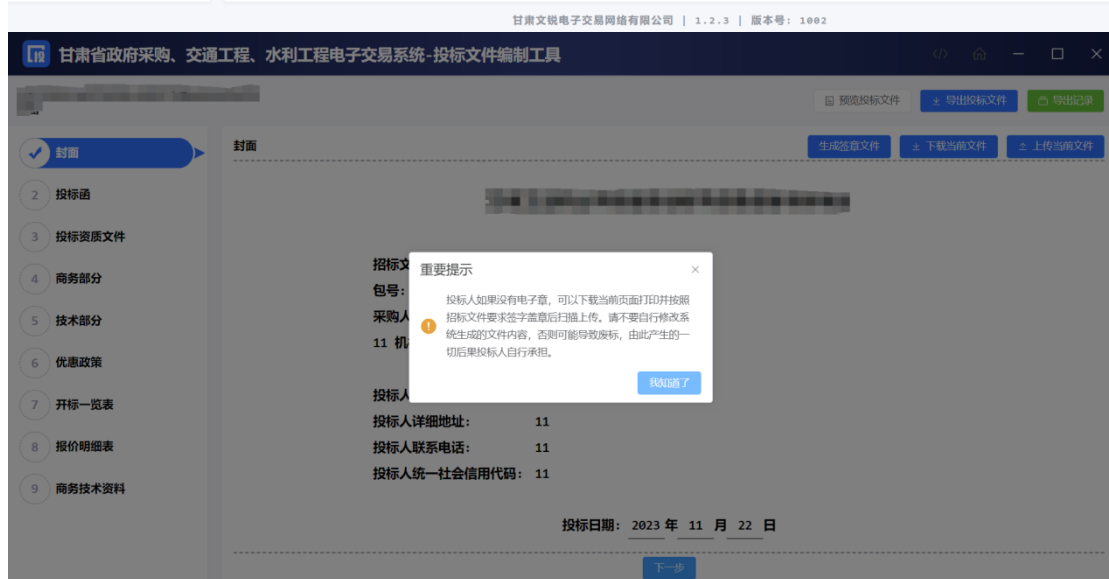 甘肃文锐电子交易网络有限公司 | 1.2.3 | 版本号: 1002
投 甘肃省政府采购、交通工程、水利工程电子交易系统-投标文件编制工具
预览投标文件 导出投标文件 导出记录
封面
2 投标函
3 投标资质文件
4 商务部分
5 技术部分
6 优惠政策
7 开标一览表
8 报价明细表
9 商务技术资料
封面 生成签章文件 下载当前文件 上传当前文件
招标文
包号:
采购人
11 机
投标人
投标人详细地址: 11
投标人联系电话: 11
投标人统一社会信用代码: 11
投标日期: 2023 年 11 月 22 日
下一步
重要提示
投标人如果没有电子章，可以下载当前页面打印并按照
招标文件要求签字盖章后扫描上传。请不要自行修改系
统生成的文件内容，否则可能导致废标，由此产生的一
切后果投标人自行承担。
我知道了